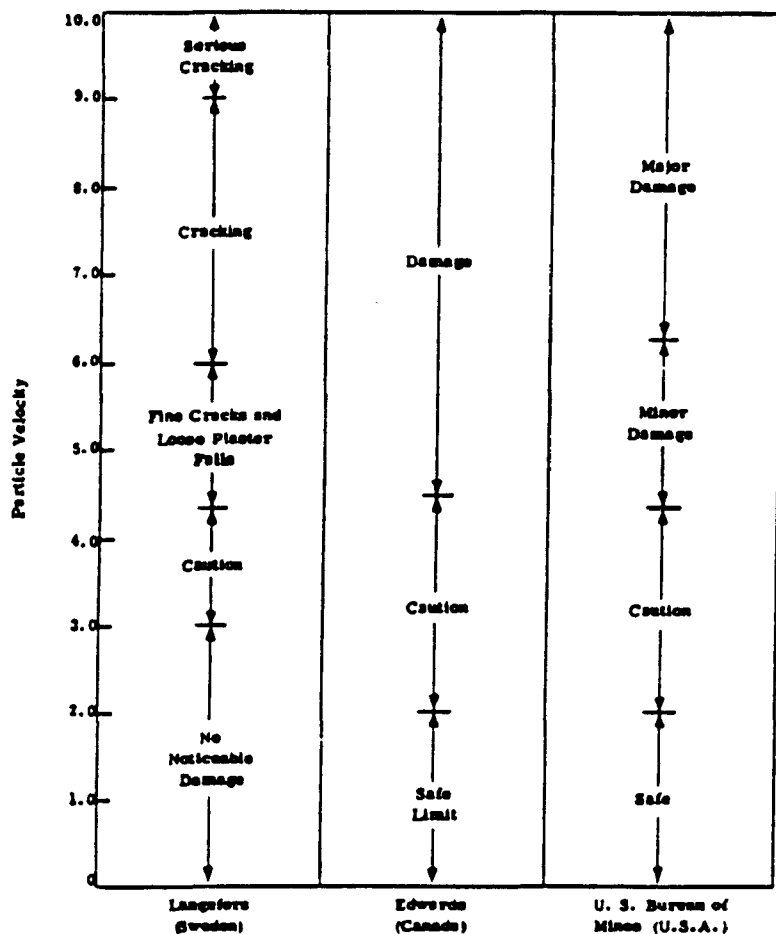 Particle Velocity
10.0
9.0
8.0
7.0
6.0
5.0
4.0
3.0
2.0
1.0
0
Serious
Cracking
Cracking
Fine Cracks and
Loose Plaster
Falls
Caution
No
Noticeable
Damage
Langefors
(Sweden)
Damage
Caution
Safe
Limit
Edwards
(Canada)
Major
Damage
Minor
Damage
Caution
Safe
U. S. Bureau of
Mines (U.S.A.)